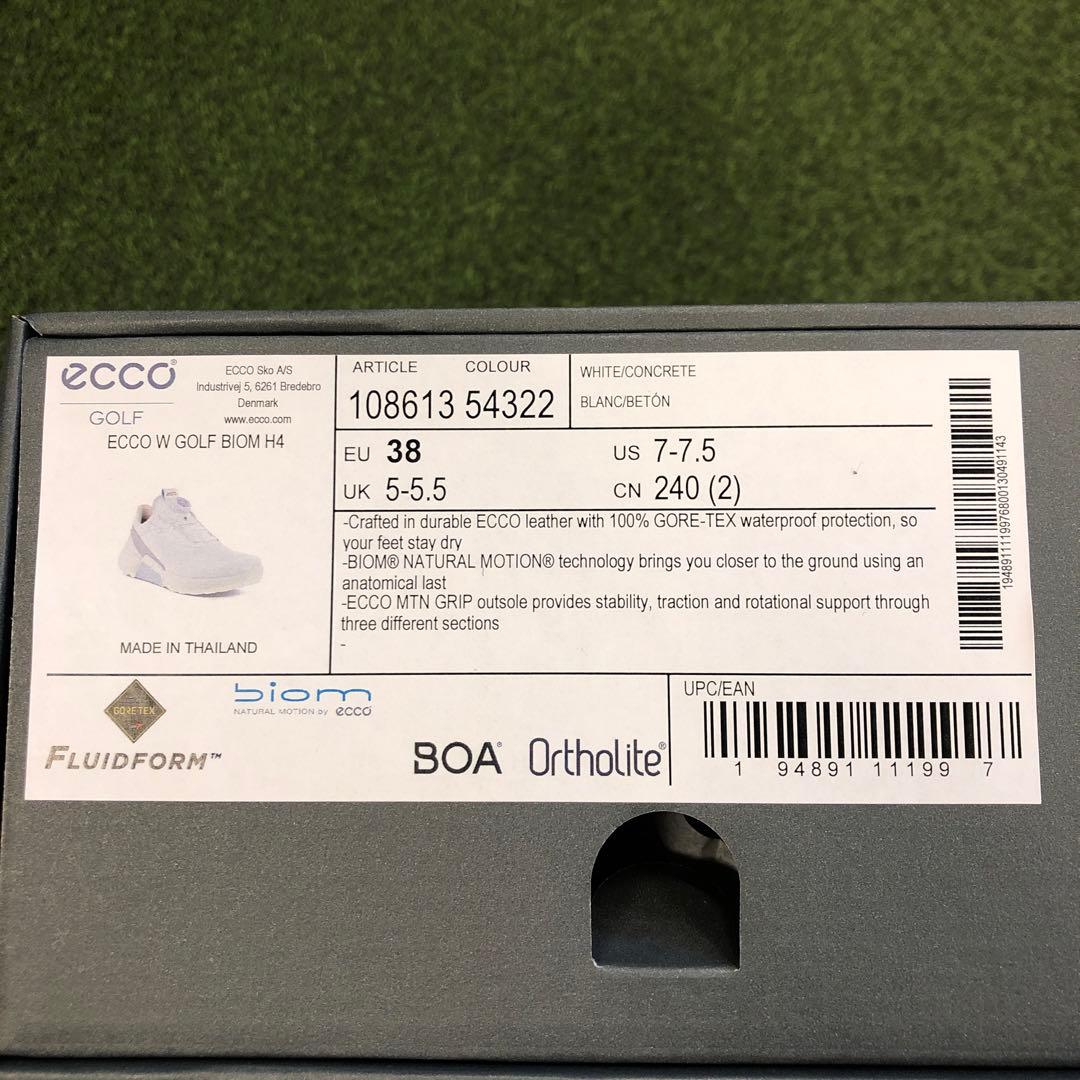 ecco®
GOLF
ECCO Sko A/S
Industrivej 5, 6261 Bredebro
Denmark
www.ecco.com
ECCO W GOLF BIOM H4
MADE IN THAILAND
ARTICLE COLOUR
108613 54322
WHITE/CONCRETE
BLANC/BETÓN
EU 38 US 7-7.5
UK 5-5.5 CN 240 (2)
-Crafted in durable ECCO leather with 100% GORE-TEX waterproof protection, so
your feet stay dry
-BIOM® NATURAL MOTION® technology brings you closer to the ground using an
anatomical last
-ECCO MTN GRIP outsole provides stability, traction and rotational support through
three different sections
-
1948911119976800130491143
GORE-TEX
biom
NATURAL MOTION by ecco®
FLUIDFORM™
BOA® Ortholite®
UPC/EAN
1 94891 11199 7